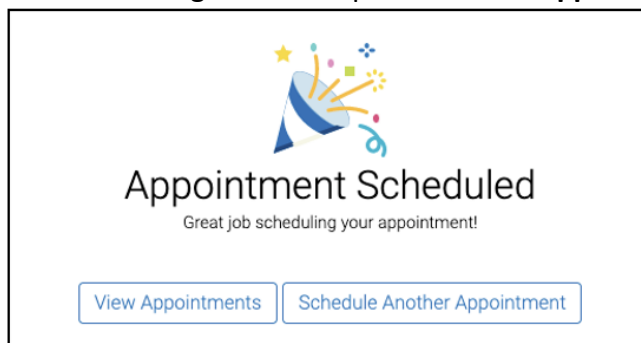 Appointment Scheduled
Great job scheduling your appointment!
View Appointments
Schedule Another Appointment